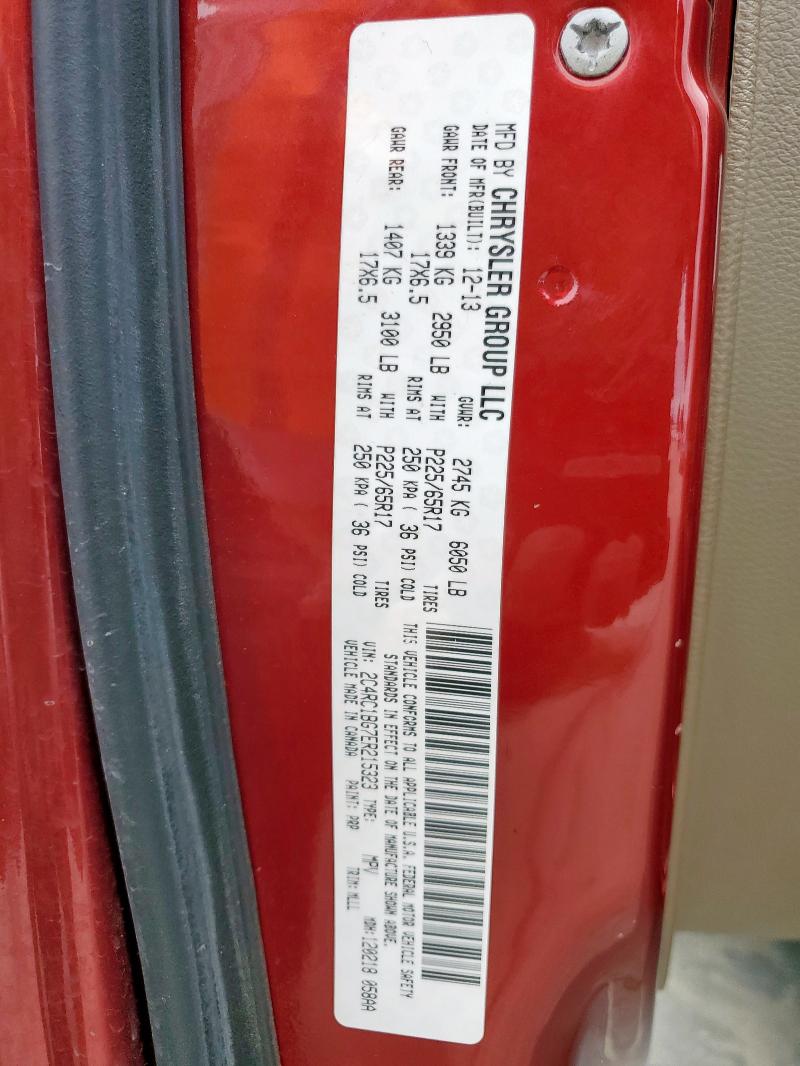 MFD BY CHRYSLER GROUP LLC
DATE OF MFR(BUILT): 12-13 GVWR: 2745 KG 6050 LB
GAWR FRONT: 1339 KG 2950 LB WITH P225/65R17 TIRES
17X6.5 RIMS AT 250 KPA ( 36 PSI) COLD
GAWR REAR: 1407 KG 3100 LB WITH P225/65R17 TIRES
17X6.5 RIMS AT 250 KPA ( 36 PSI) COLD
THIS VEHICLE CONFORMS TO ALL APPLICABLE U.S.A. FEDERAL MOTOR VEHICLE SAFETY
STANDARDS IN EFFECT ON THE DATE OF MANUFACTURE SHOWN ABOVE.
VIN: 2C4RC1BG7ER215323 TYPE: MPV MDH:120218 058AA
VEHICLE MADE IN CANADA PAINT: PRP TRIM:MLLL